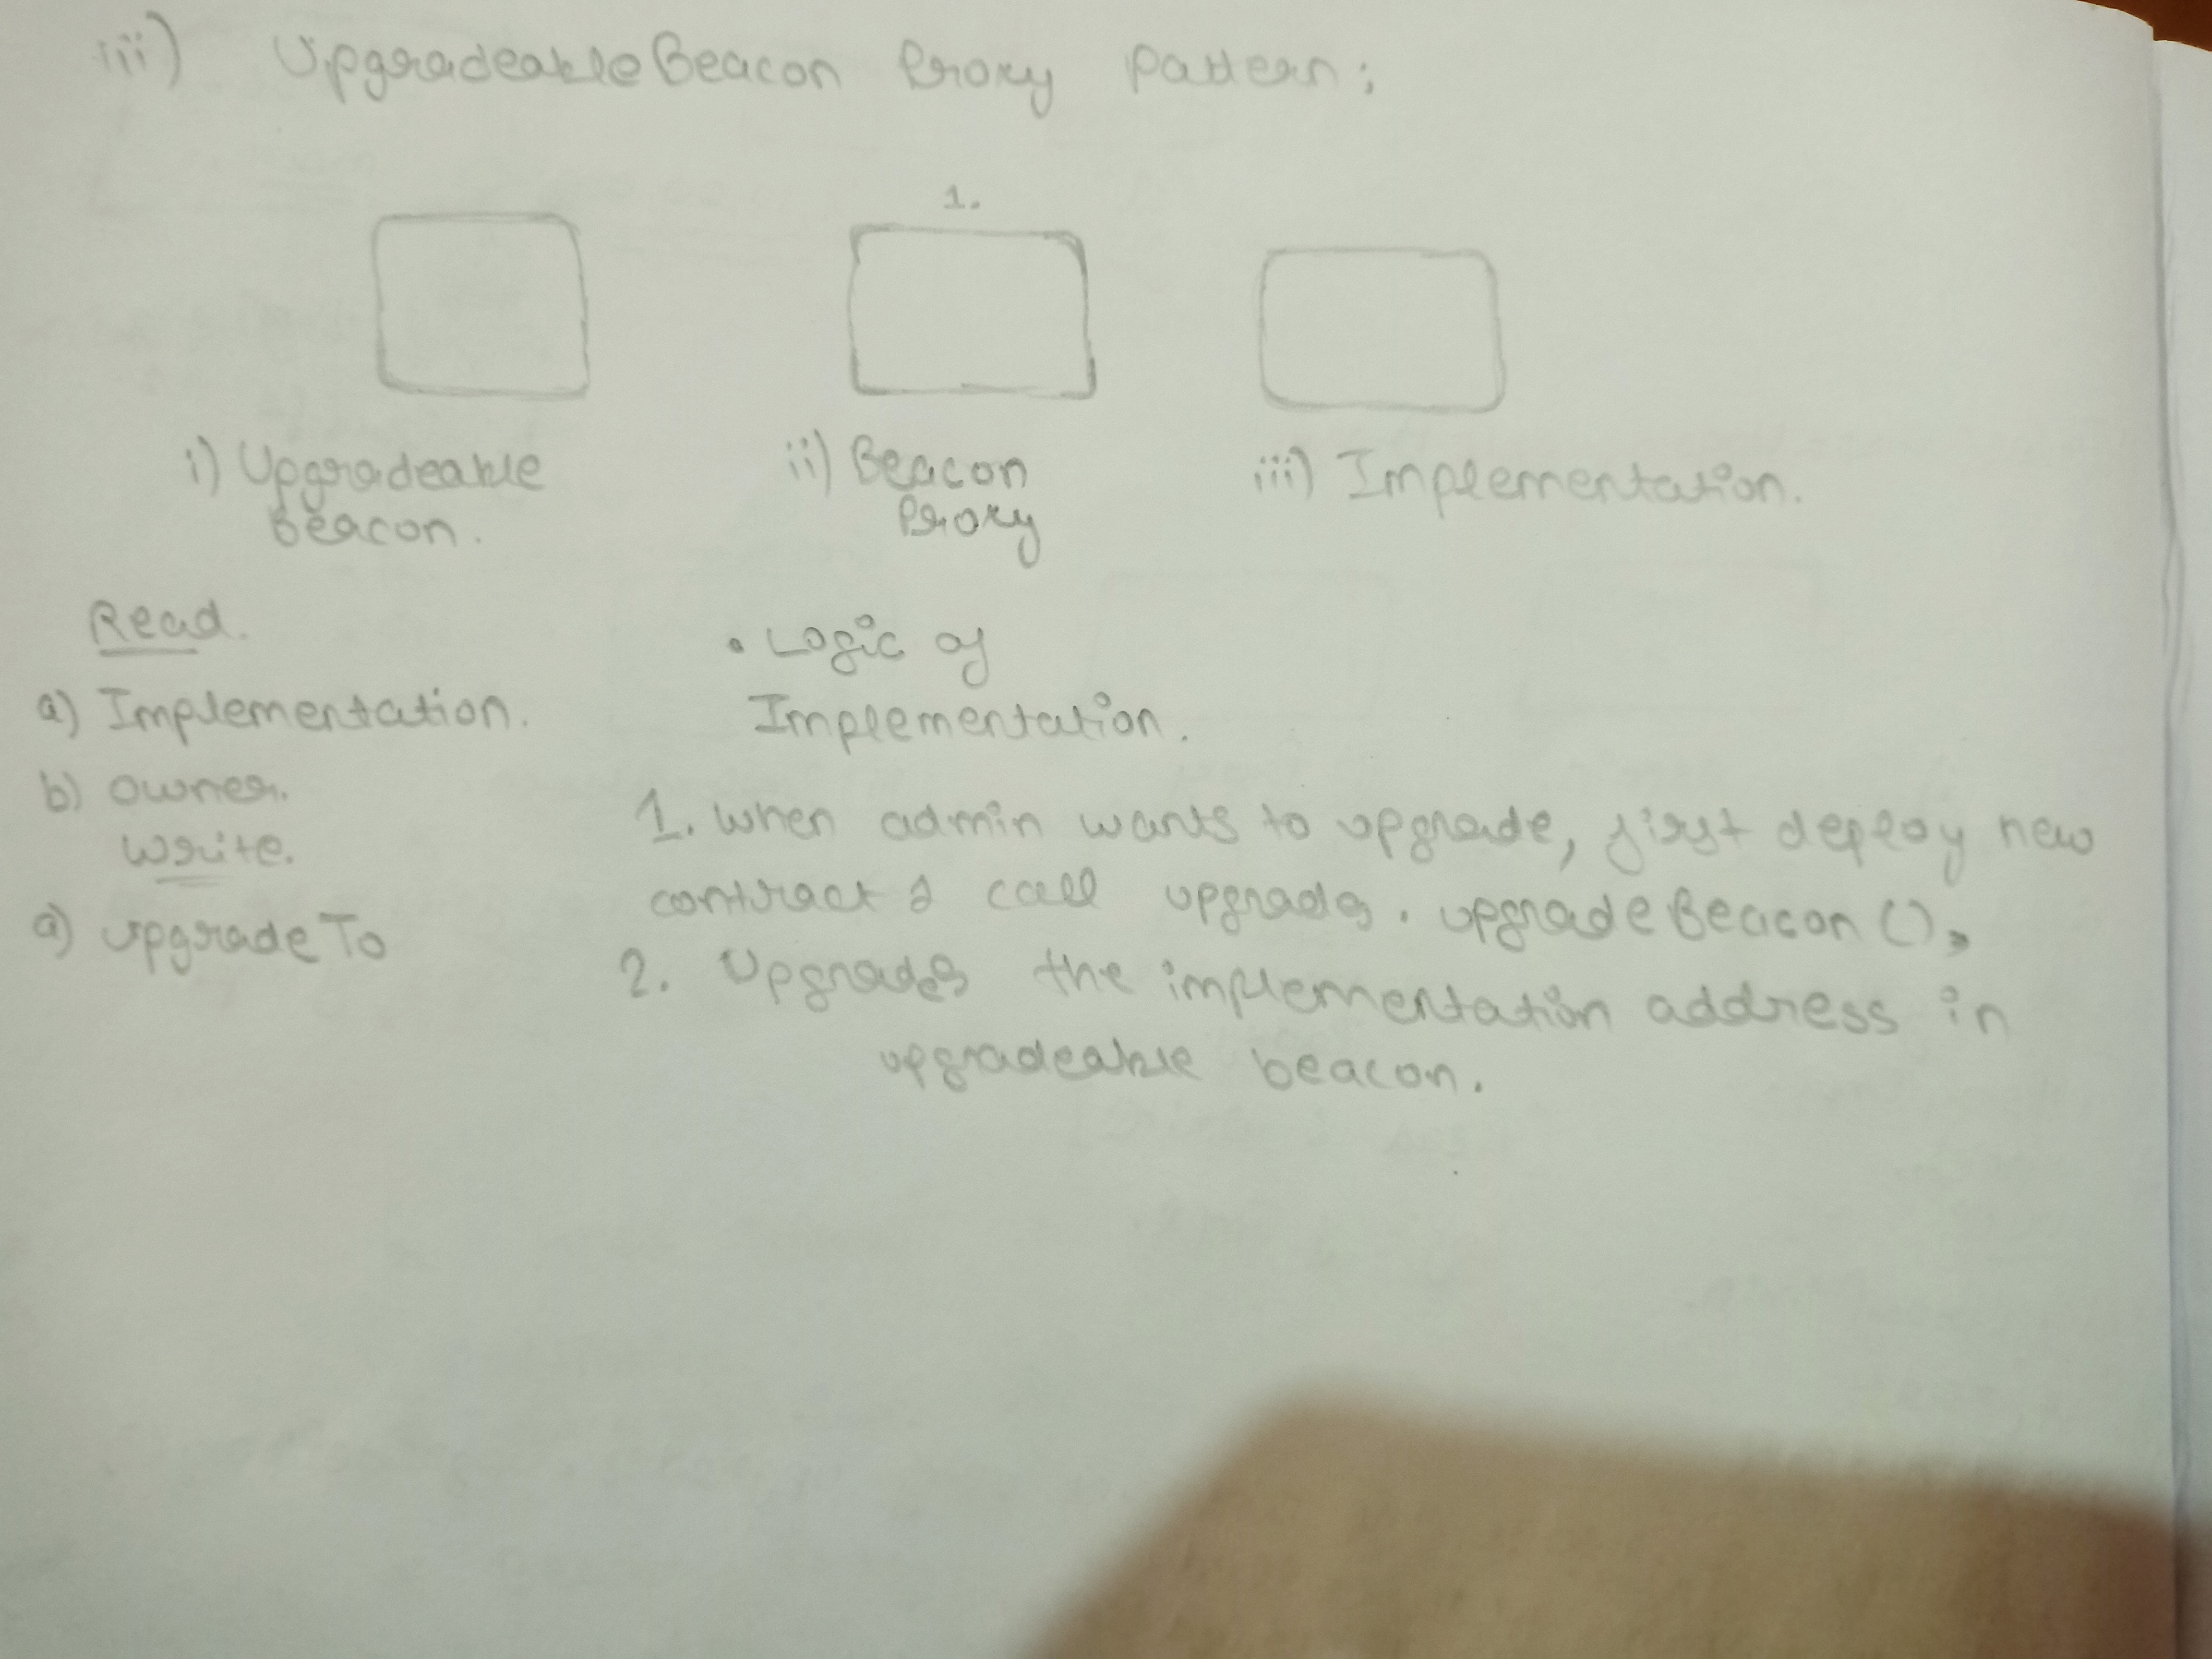 iii) UpgradeableBeacon Proxy Pattern;
1.
i) Upgradeable
Beacon.
ii) Beacon
Proxy
iii) Implementation.
Read.
a) Implementation.
b) Owner.
Write.
a) upgradeTo
• Logic of
Implementation.
1. When admin wants to upgrade, first deploy new
contract & call upgrades. upgradeBeacon(),
2. Upgrades the implementation address in
upgradeable beacon.